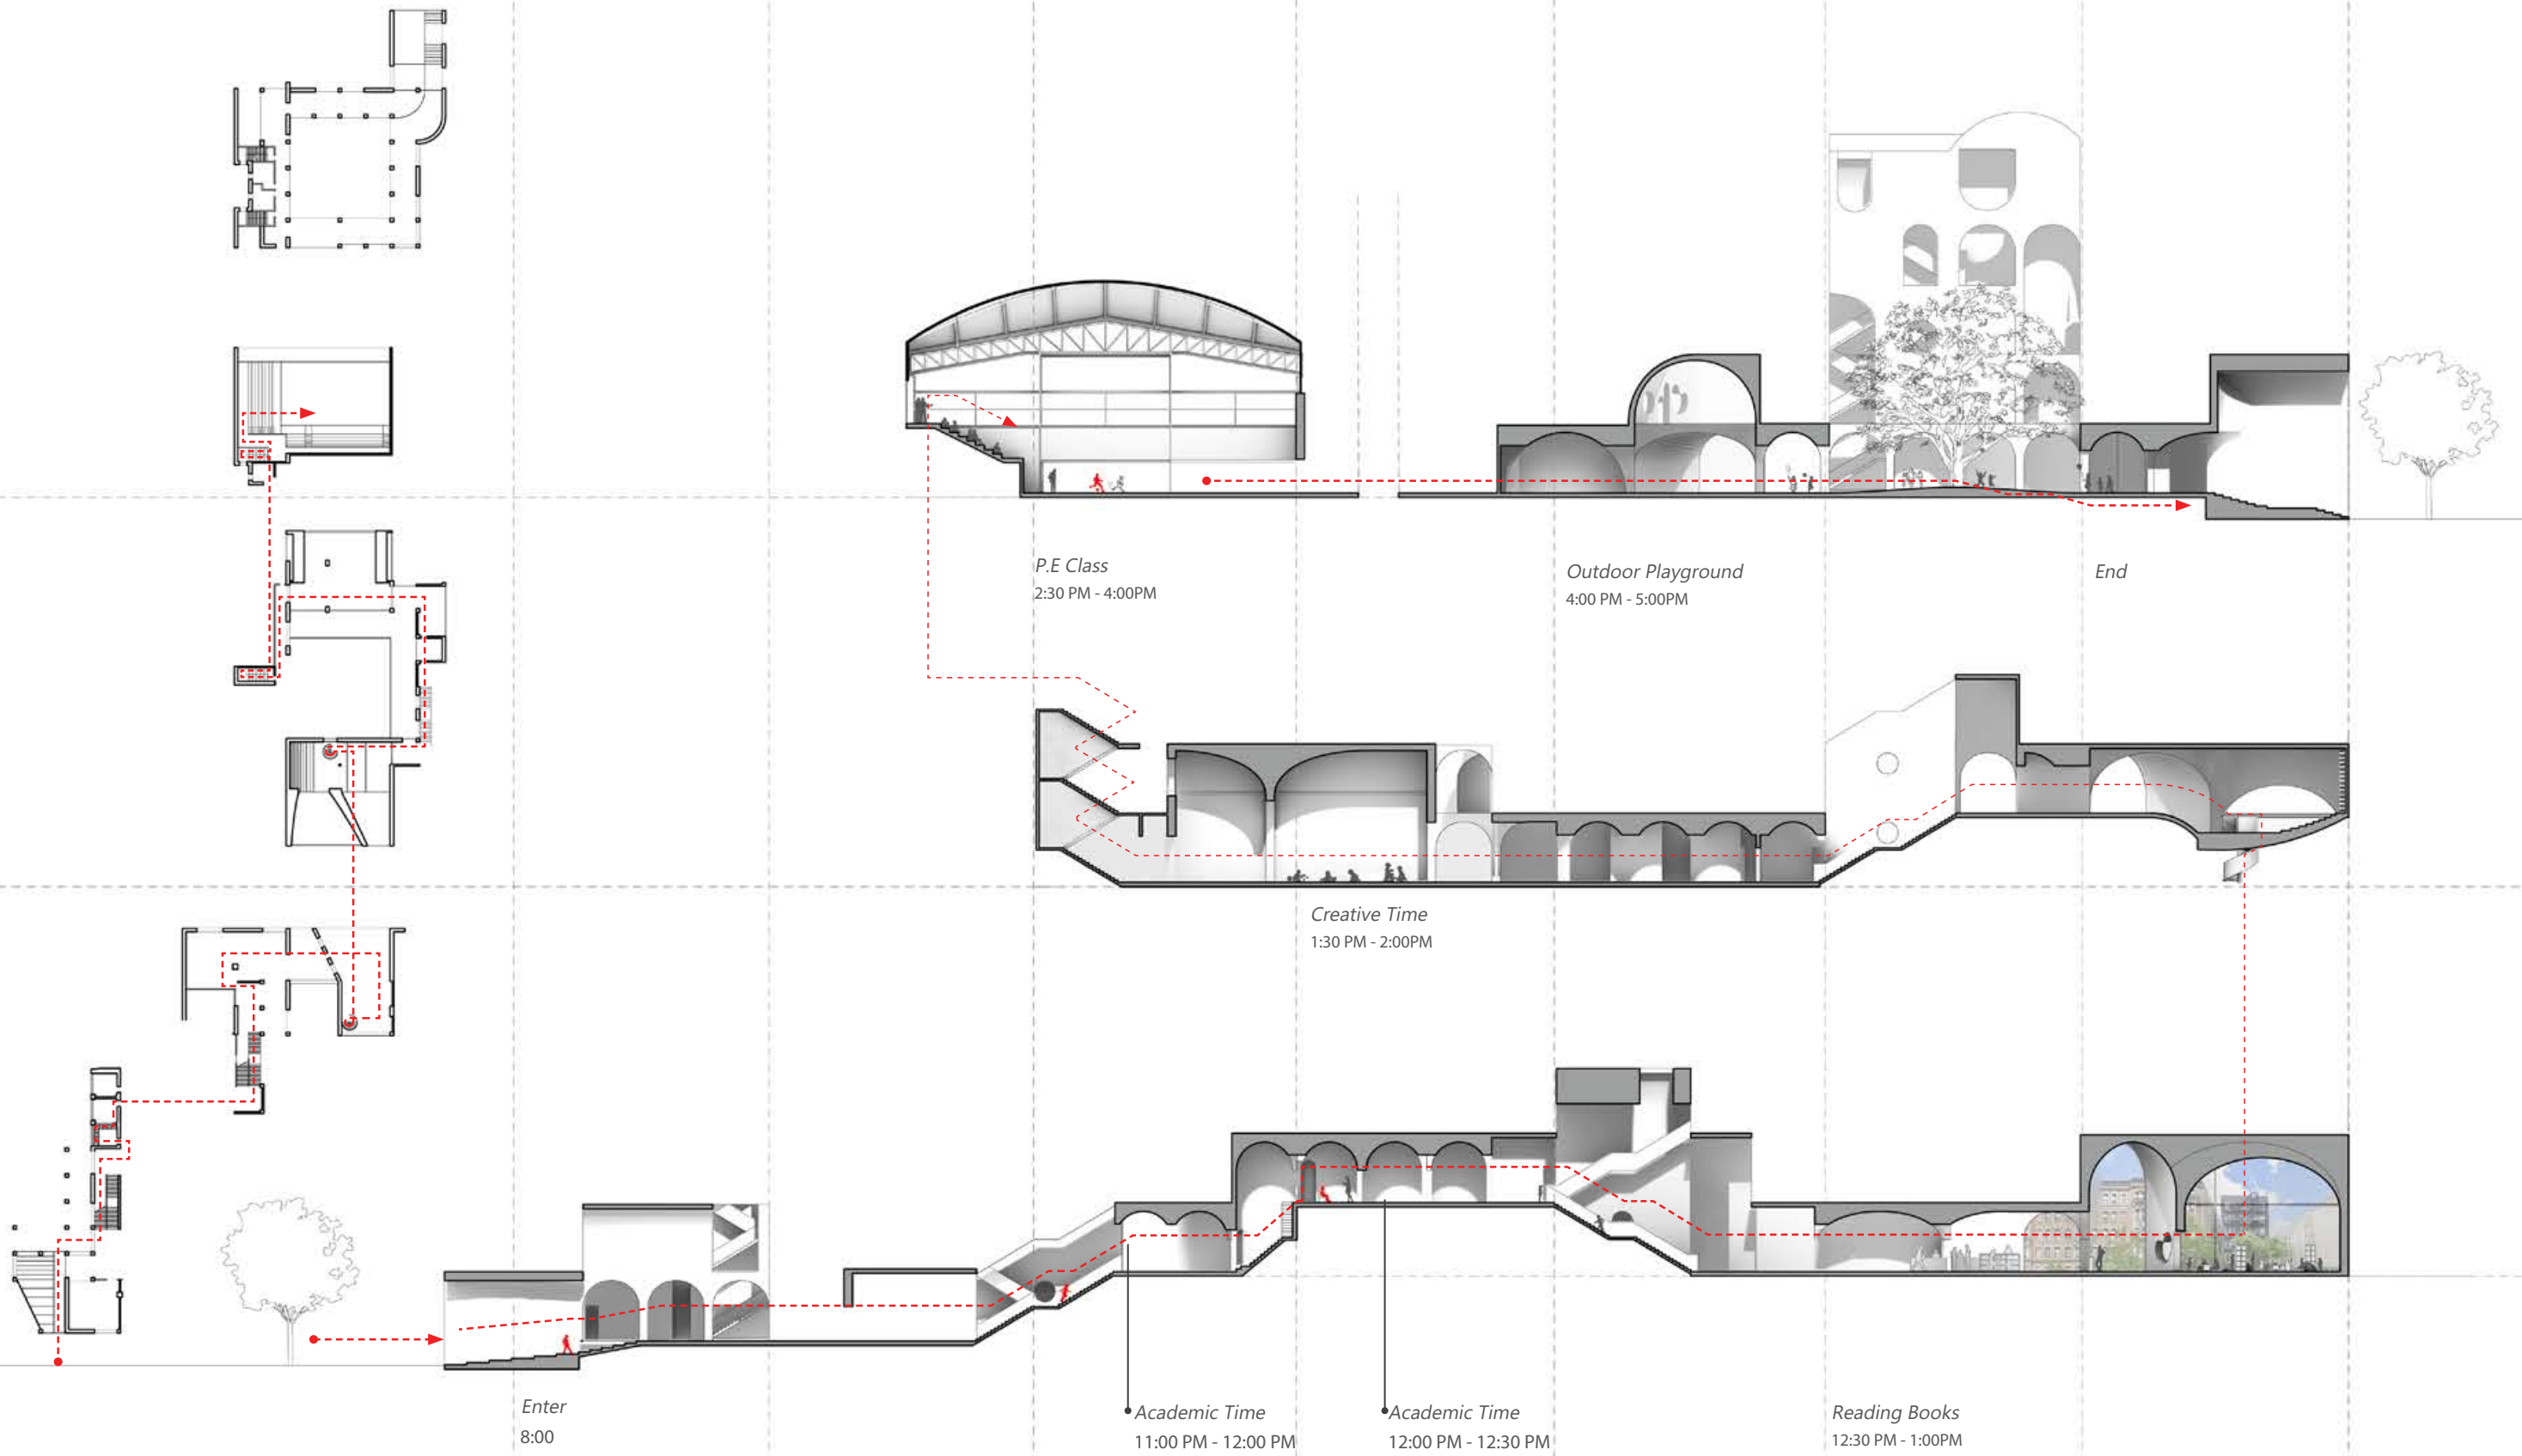 P.E Class
2:30 PM - 4:00PM
Outdoor Playground
4:00 PM - 5:00PM
End
Creative Time
1:30 PM - 2:00PM
Enter
8:00
Academic Time
11:00 PM - 12:00 PM
Academic Time
12:00 PM - 12:30 PM
Reading Books
12:30 PM - 1:00PM